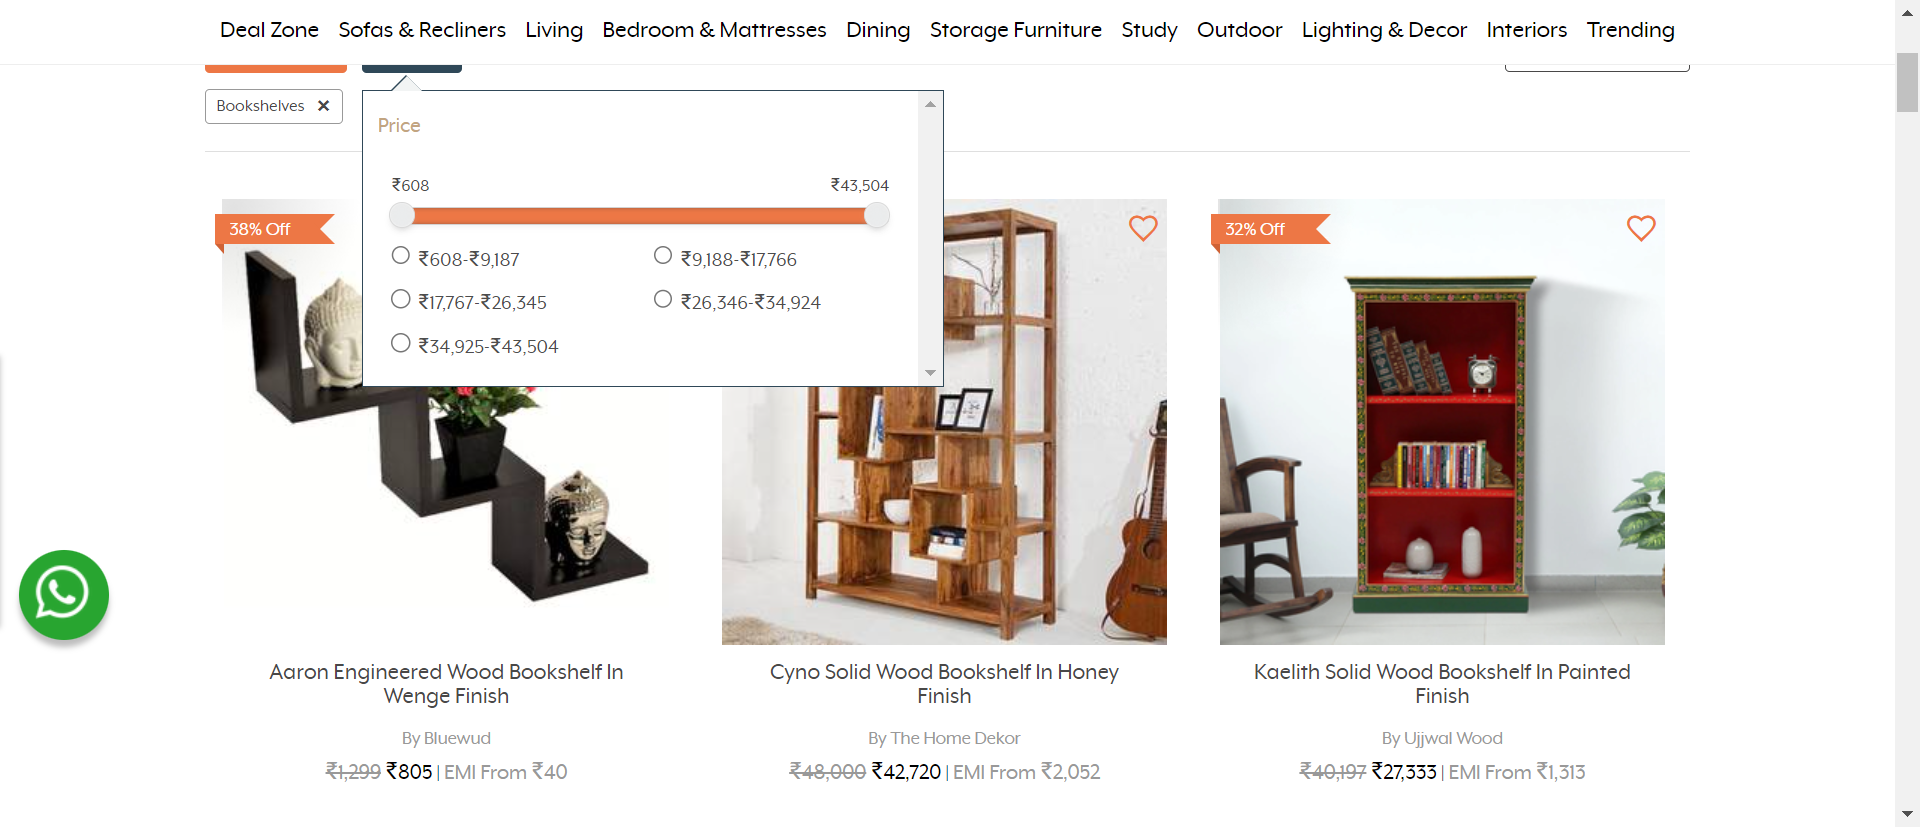 Deal Zone Sofas & Recliners Living Bedroom & Mattresses Dining Storage Furniture Study Outdoor Lighting & Decor Interiors Trending
Bookshelves ✕
Price
₹608 ₹43,504
₹608-₹9,187 ₹9,188-₹17,766
₹17,767-₹26,345 ₹26,346-₹34,924
₹34,925-₹43,504
38% Off
32% Off
Aaron Engineered Wood Bookshelf In
Wenge Finish
By Bluewud
₹1,299 ₹805 | EMI From ₹40
Cyno Solid Wood Bookshelf In Honey
Finish
By The Home Dekor
₹48,000 ₹42,720 | EMI From ₹2,052
Kaelith Solid Wood Bookshelf In Painted
Finish
By Ujjwal Wood
₹40,197 ₹27,333 | EMI From ₹1,313